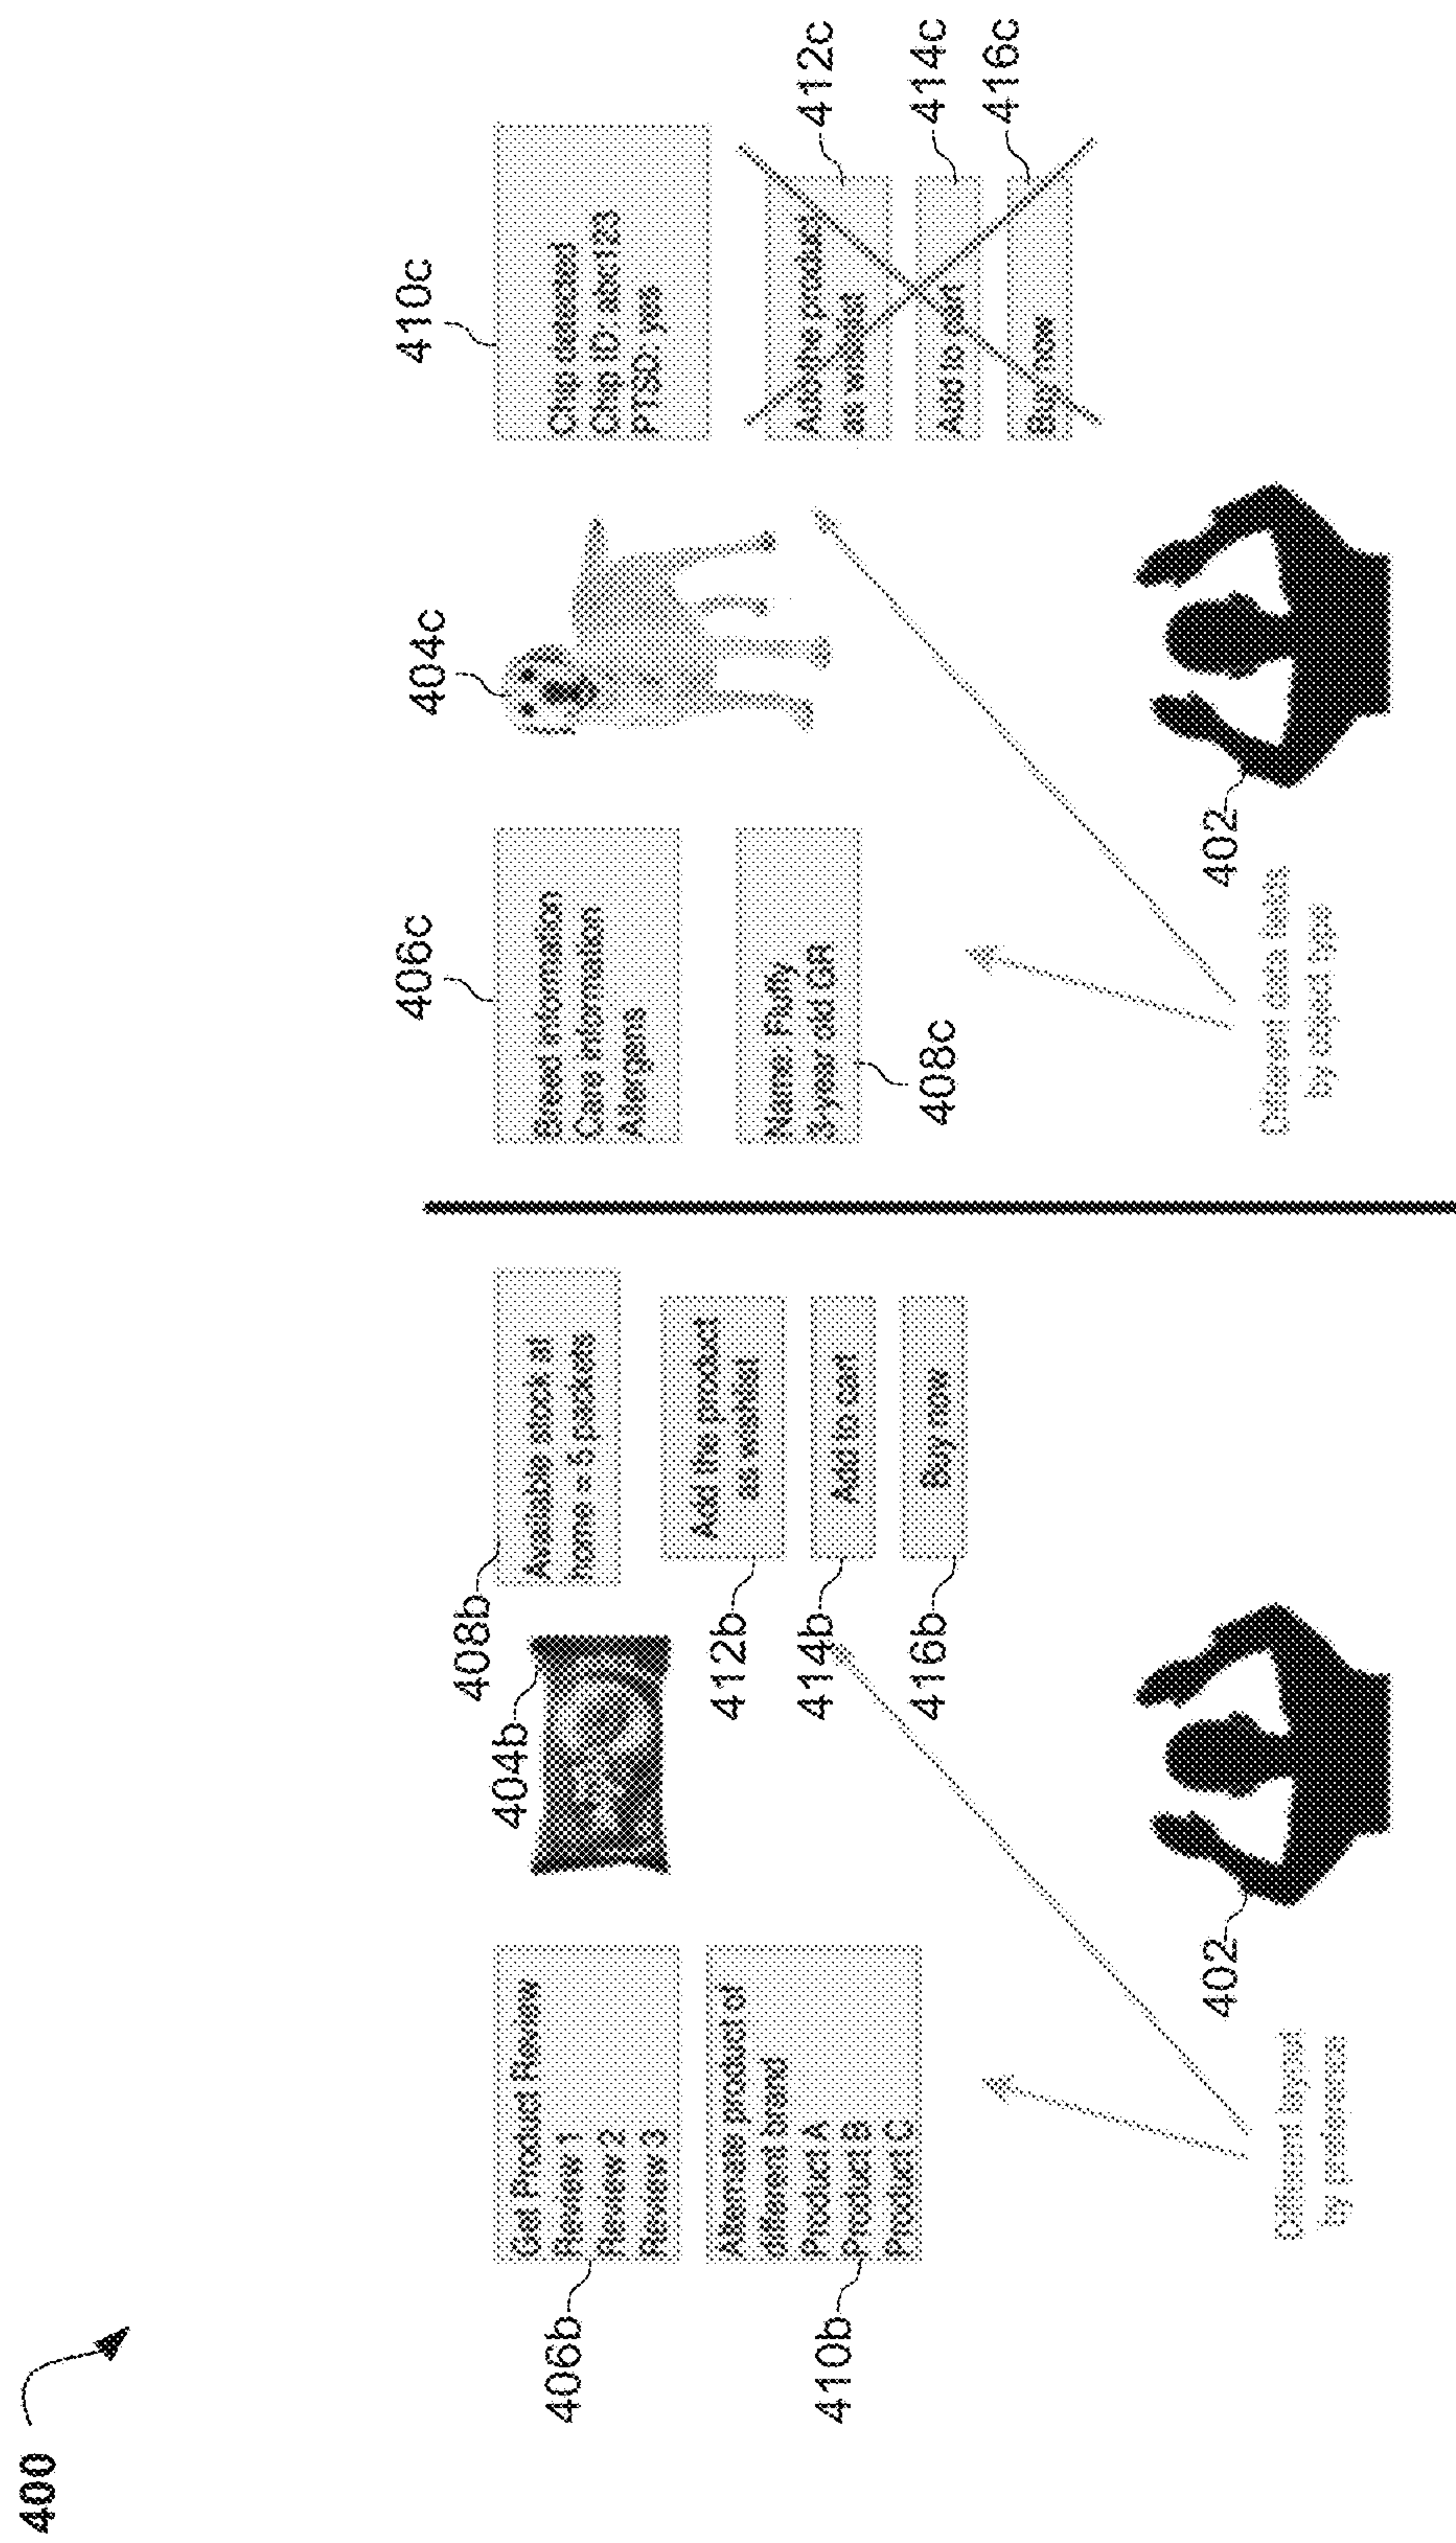 400
406b
Get Product Review
Review 1
Review 2
Review 3
410b
Alternate product of
different brand
Product A
Product B
Product C
404b
408b
Available stock at
home = 5 packets
412b
Add the product
as wishlist
414b
Add to cart
416b
Buy now
402
Different layout
by preference
406c
Breed information
Care information
Allergens
Name: Fluffy
3-year old GR
408c
404c
410c
Chip detected
Chip ID: abc123
PTSD: yes
Add the product
as wishlist
412c
Add to cart
414c
Buy now
416c
402
Different data fields
by object type